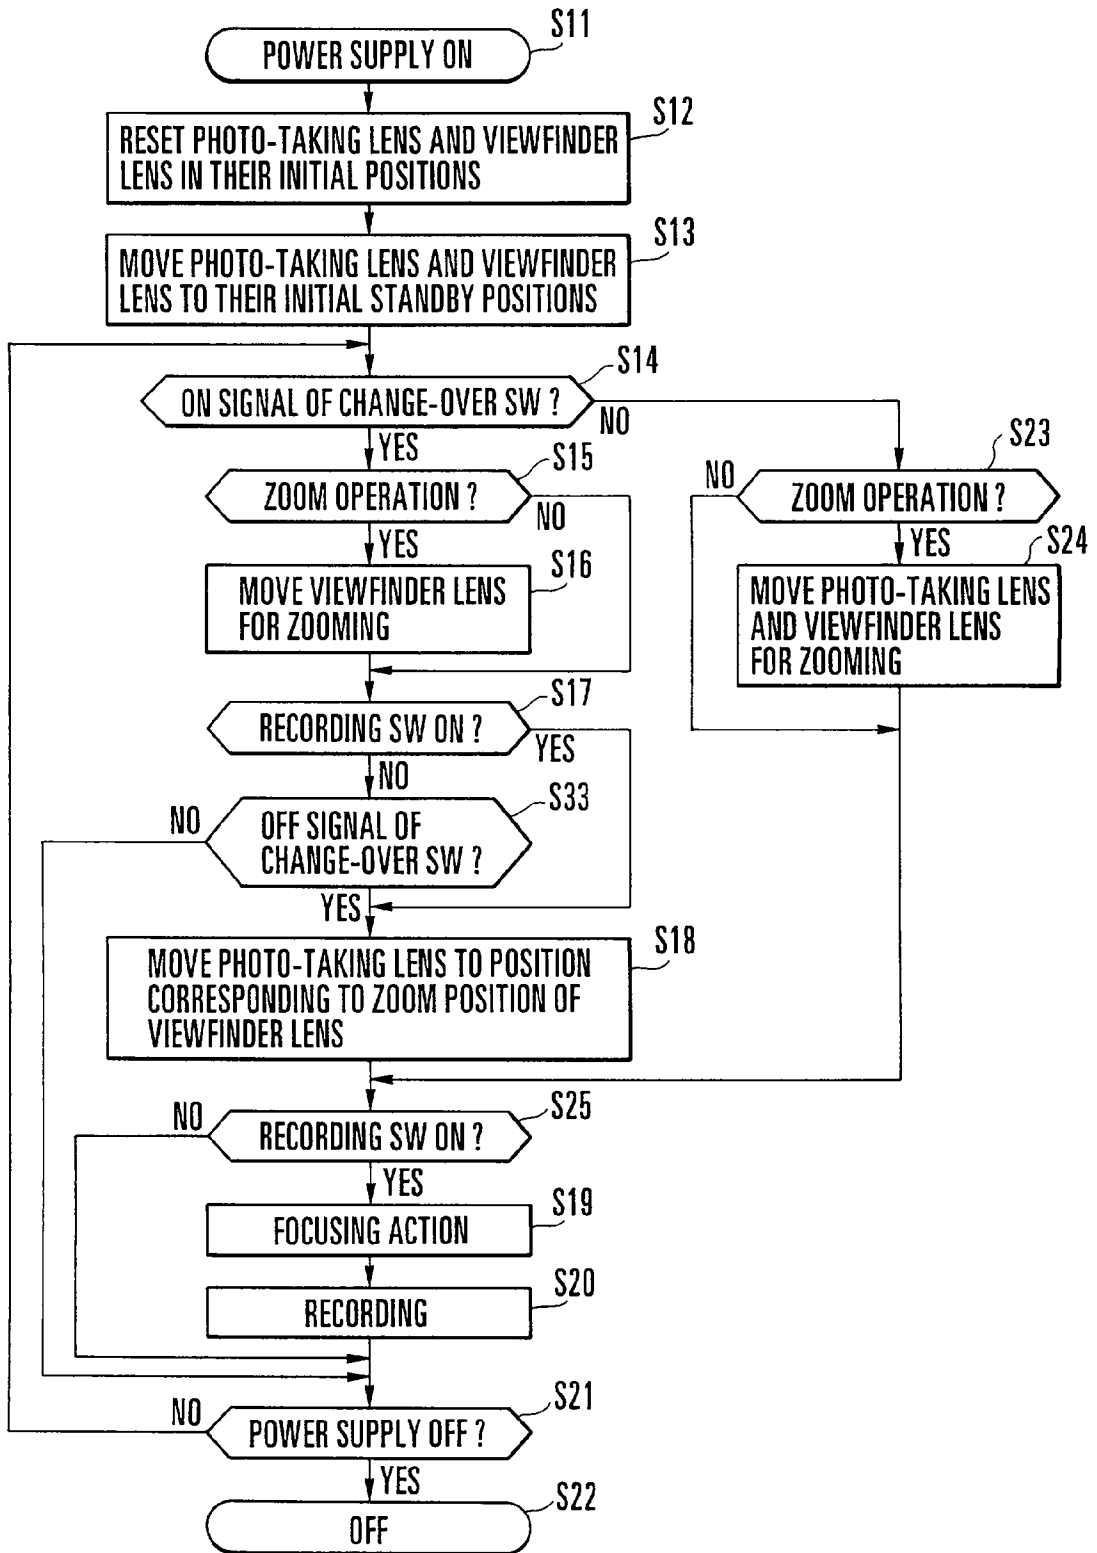 S11
POWER SUPPLY ON
S12
RESET PHOTO-TAKING LENS AND VIEWFINDER
LENS IN THEIR INITIAL POSITIONS
S13
MOVE PHOTO-TAKING LENS AND VIEWFINDER
LENS TO THEIR INITIAL STANDBY POSITIONS
S14
ON SIGNAL OF CHANGE-OVER SW ?
NO
YES
S15
ZOOM OPERATION ?
NO
YES
S16
MOVE VIEWFINDER LENS
FOR ZOOMING
S23
NO
ZOOM OPERATION ?
YES
S24
MOVE PHOTO-TAKING LENS
AND VIEWFINDER LENS
FOR ZOOMING
S17
RECORDING SW ON ?
YES
NO
S33
NO
OFF SIGNAL OF
CHANGE-OVER SW ?
YES
S18
MOVE PHOTO-TAKING LENS TO POSITION
CORRESPONDING TO ZOOM POSITION OF
VIEWFINDER LENS
S25
NO
RECORDING SW ON ?
YES
S19
FOCUSING ACTION
S20
RECORDING
S21
NO
POWER SUPPLY OFF ?
YES
S22
OFF